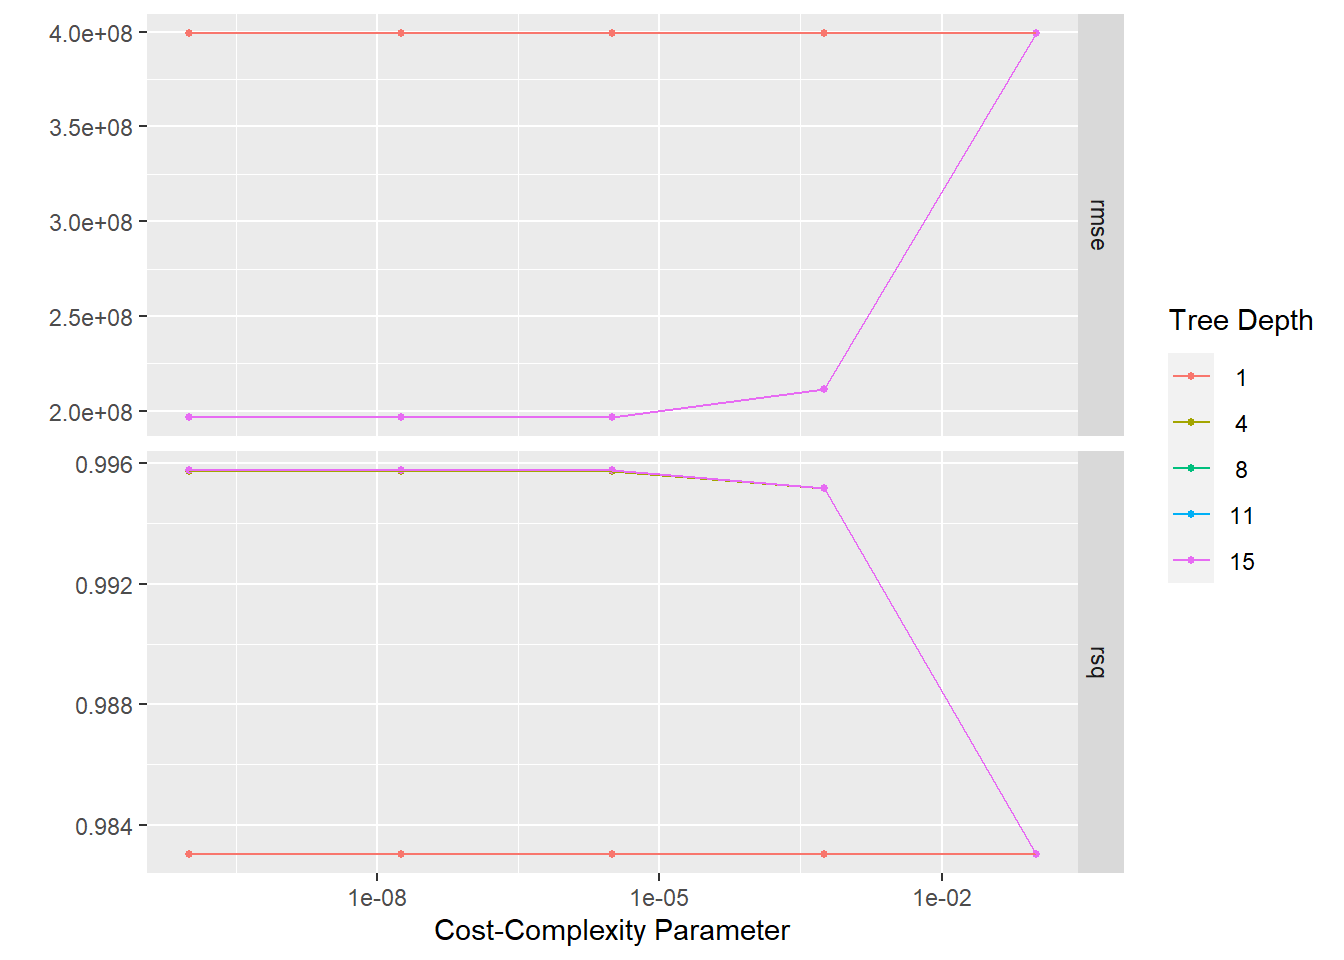 4.0e+08
3.5e+08
3.0e+08
2.5e+08
2.0e+08
rmse
0.996
0.992
0.988
0.984
rsq
1e-08 1e-05 1e-02
Cost-Complexity Parameter
Tree Depth
1
4
8
11
15